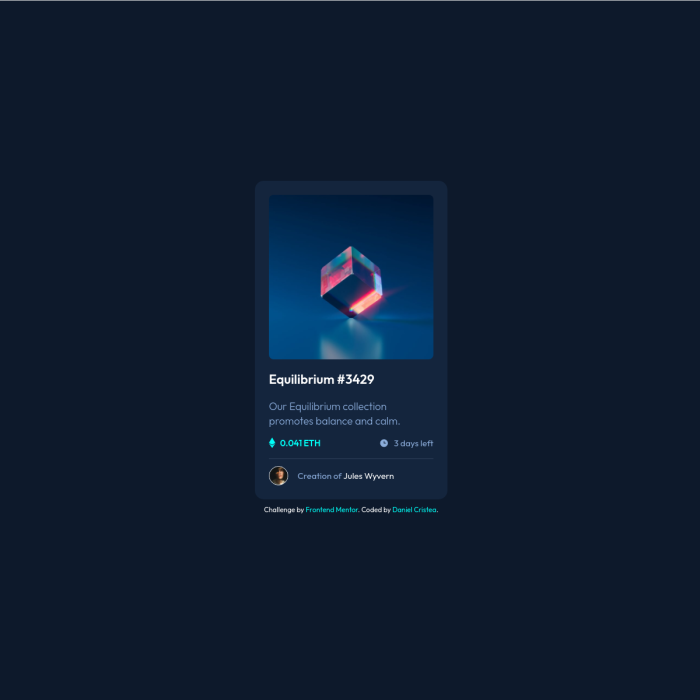 Equilibrium #3429
Our Equilibrium collection
promotes balance and calm.
0.041 ETH
3 days left
Creation of Jules Wyvern
Challenge by Frontend Mentor. Coded by Daniel Cristea.